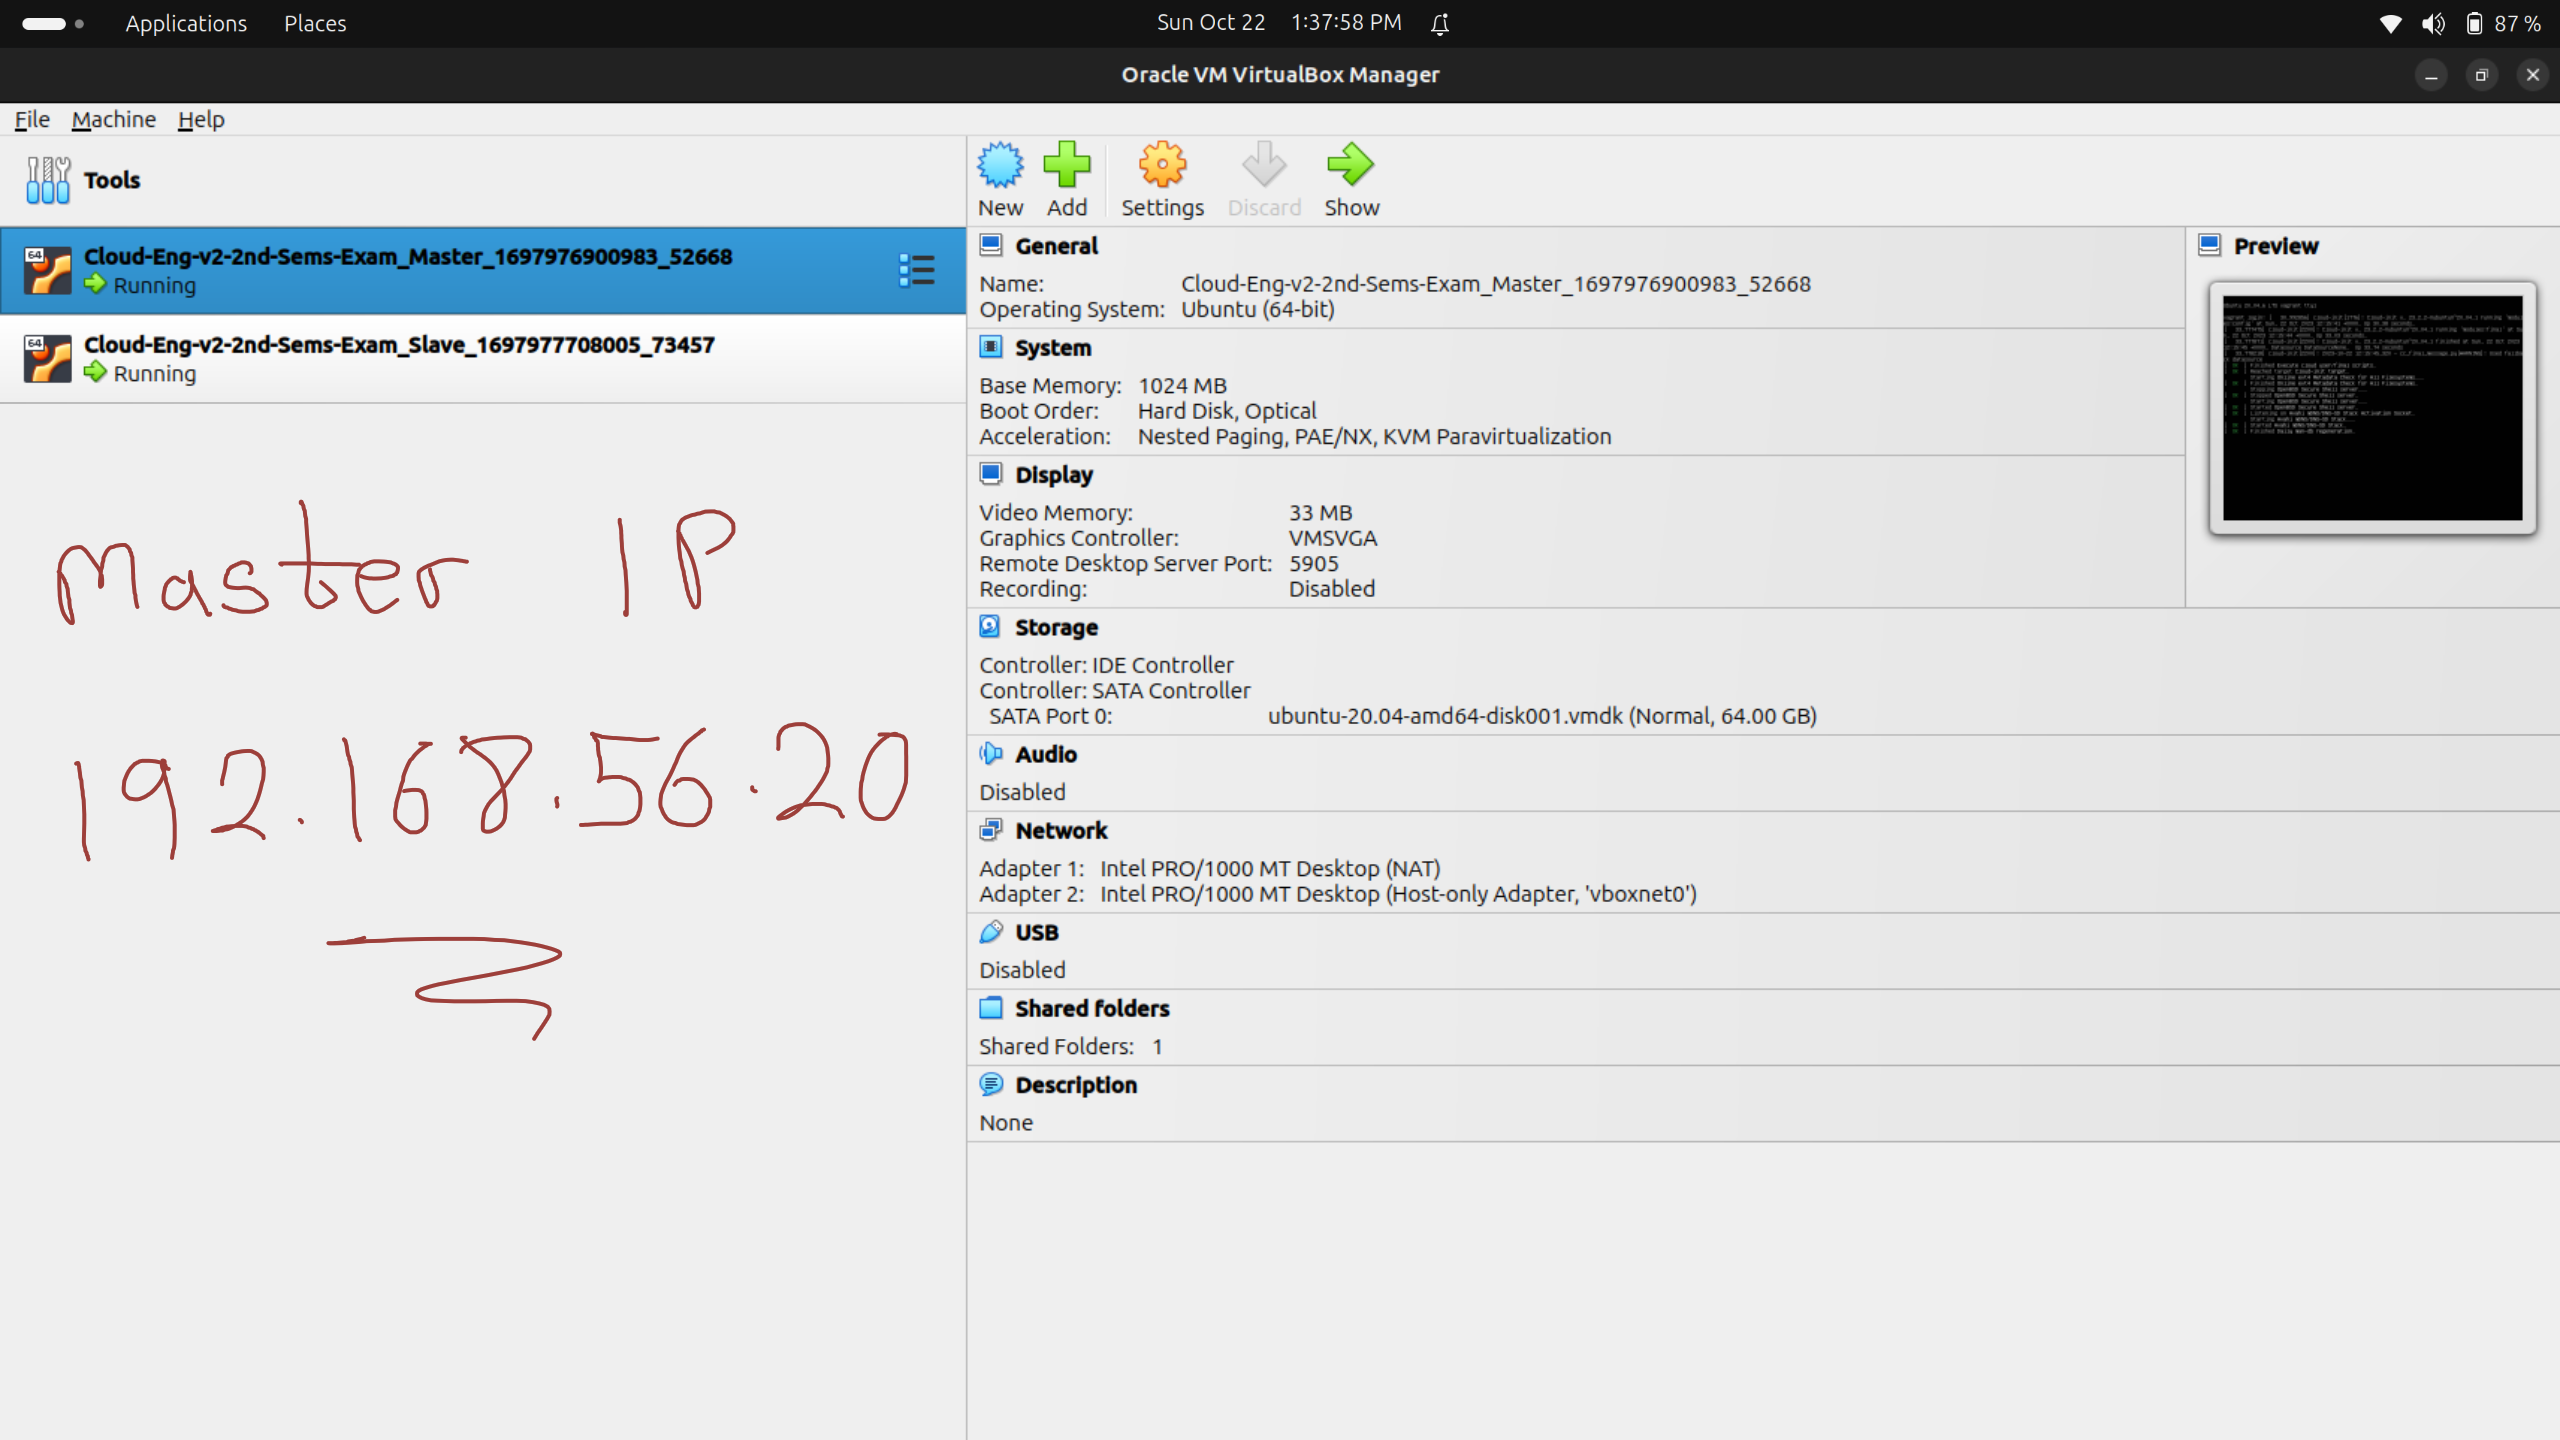 Applications Places Sun Oct 22 1:37:58 PM 87 %
Oracle VM VirtualBox Manager
File Machine Help
Tools
New Add Settings Discard Show
Cloud-Eng-v2-2nd-Sems-Exam_Master_1697976900983_52668
Running
Cloud-Eng-v2-2nd-Sems-Exam_Slave_1697977708005_73457
Running
Master IP
192.168.56.20
General
Name: Cloud-Eng-v2-2nd-Sems-Exam_Master_1697976900983_52668
Operating System: Ubuntu (64-bit)
System
Base Memory: 1024 MB
Boot Order: Hard Disk, Optical
Acceleration: Nested Paging, PAE/NX, KVM Paravirtualization
Display
Video Memory: 33 MB
Graphics Controller: VMSVGA
Remote Desktop Server Port: 5905
Recording: Disabled
Storage
Controller: IDE Controller
Controller: SATA Controller
SATA Port 0: ubuntu-20.04-amd64-disk001.vmdk (Normal, 64.00 GB)
Audio
Disabled
Network
Adapter 1: Intel PRO/1000 MT Desktop (NAT)
Adapter 2: Intel PRO/1000 MT Desktop (Host-only Adapter, 'vboxnet0')
USB
Disabled
Shared folders
Shared Folders: 1
Description
None
Preview